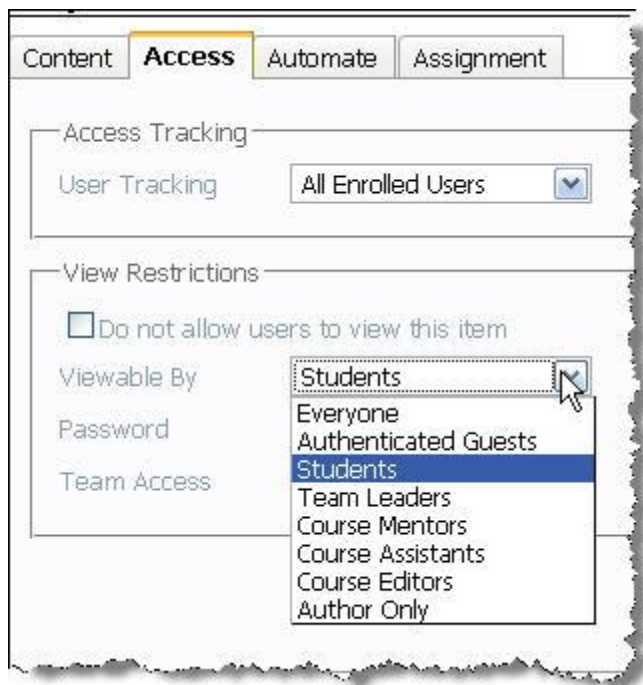 Content Access Automate Assignment
Access Tracking
User Tracking All Enrolled Users
View Restrictions
Do not allow users to view this item
Viewable By Students
Everyone
Authenticated Guests
Students
Team Leaders
Course Mentors
Course Assistants
Course Editors
Author Only
Password
Team Access